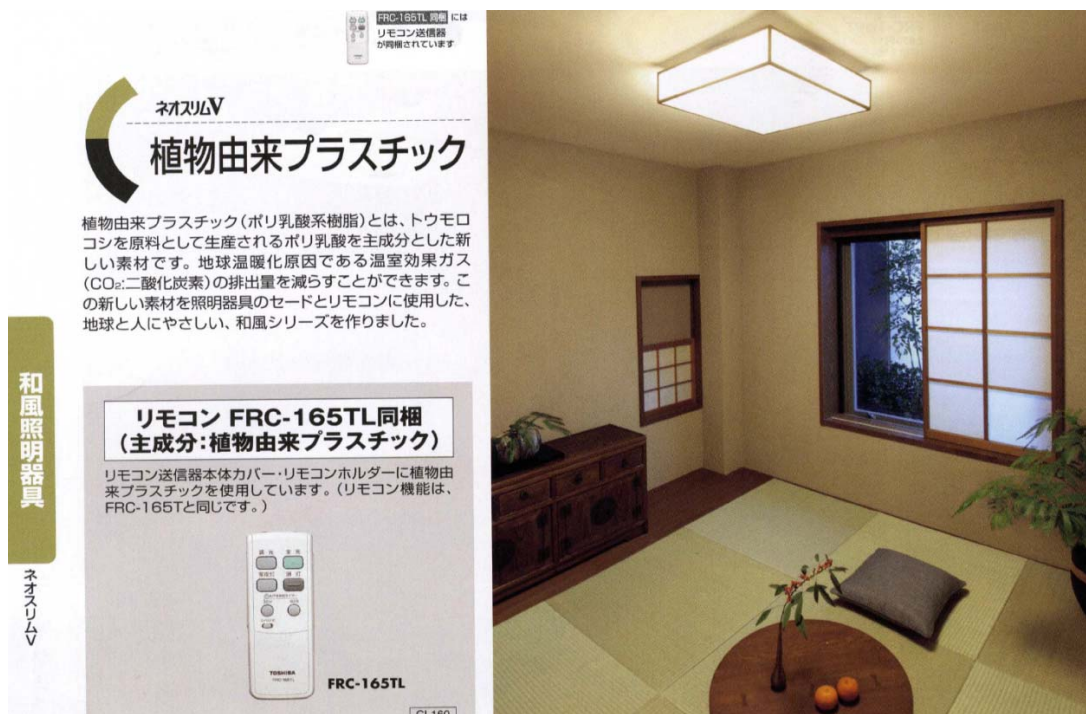 FRC-165TL 同梱 には
リモコン送信器
が同梱されています
ネオスリムV
植物由来プラスチック
植物由来プラスチック(ポリ乳酸系樹脂)とは、トウモロ
コシを原料として生産されるポリ乳酸を主成分とした新
しい素材です。地球温暖化原因である温室効果ガス
(CO₂:二酸化炭素)の排出量を減らすことができます。こ
の新しい素材を照明器具のセードとリモコンに使用した、
地球と人にやさしい、和風シリーズを作りました。
和風照明器具
ネオスリムV
リモコン FRC-165TL同梱
(主成分:植物由来プラスチック)
リモコン送信器本体カバー・リモコンホルダーに植物由
来プラスチックを使用しています。(リモコン機能は、
FRC-165Tと同じです。)
調光 全光
常夜灯 消灯
TOSHIBA
FRC-165TL
FRC-165TL